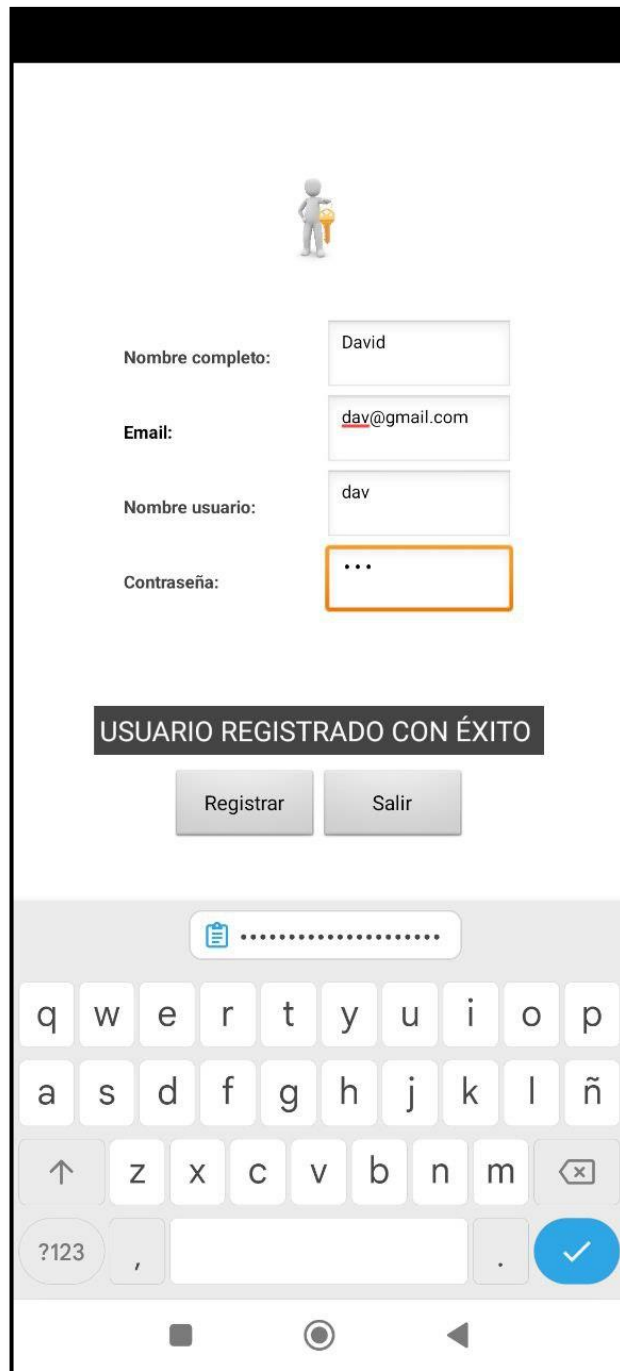 Nombre completo:
David
Email:
dav@gmail.com
Nombre usuario:
dav
Contraseña:
•••
USUARIO REGISTRADO CON ÉXITO
Registrar
Salir
•••••••••••••••••••••
q w e r t y u i o p
a s d f g h j k l ñ
z x c v b n m
?123 , .